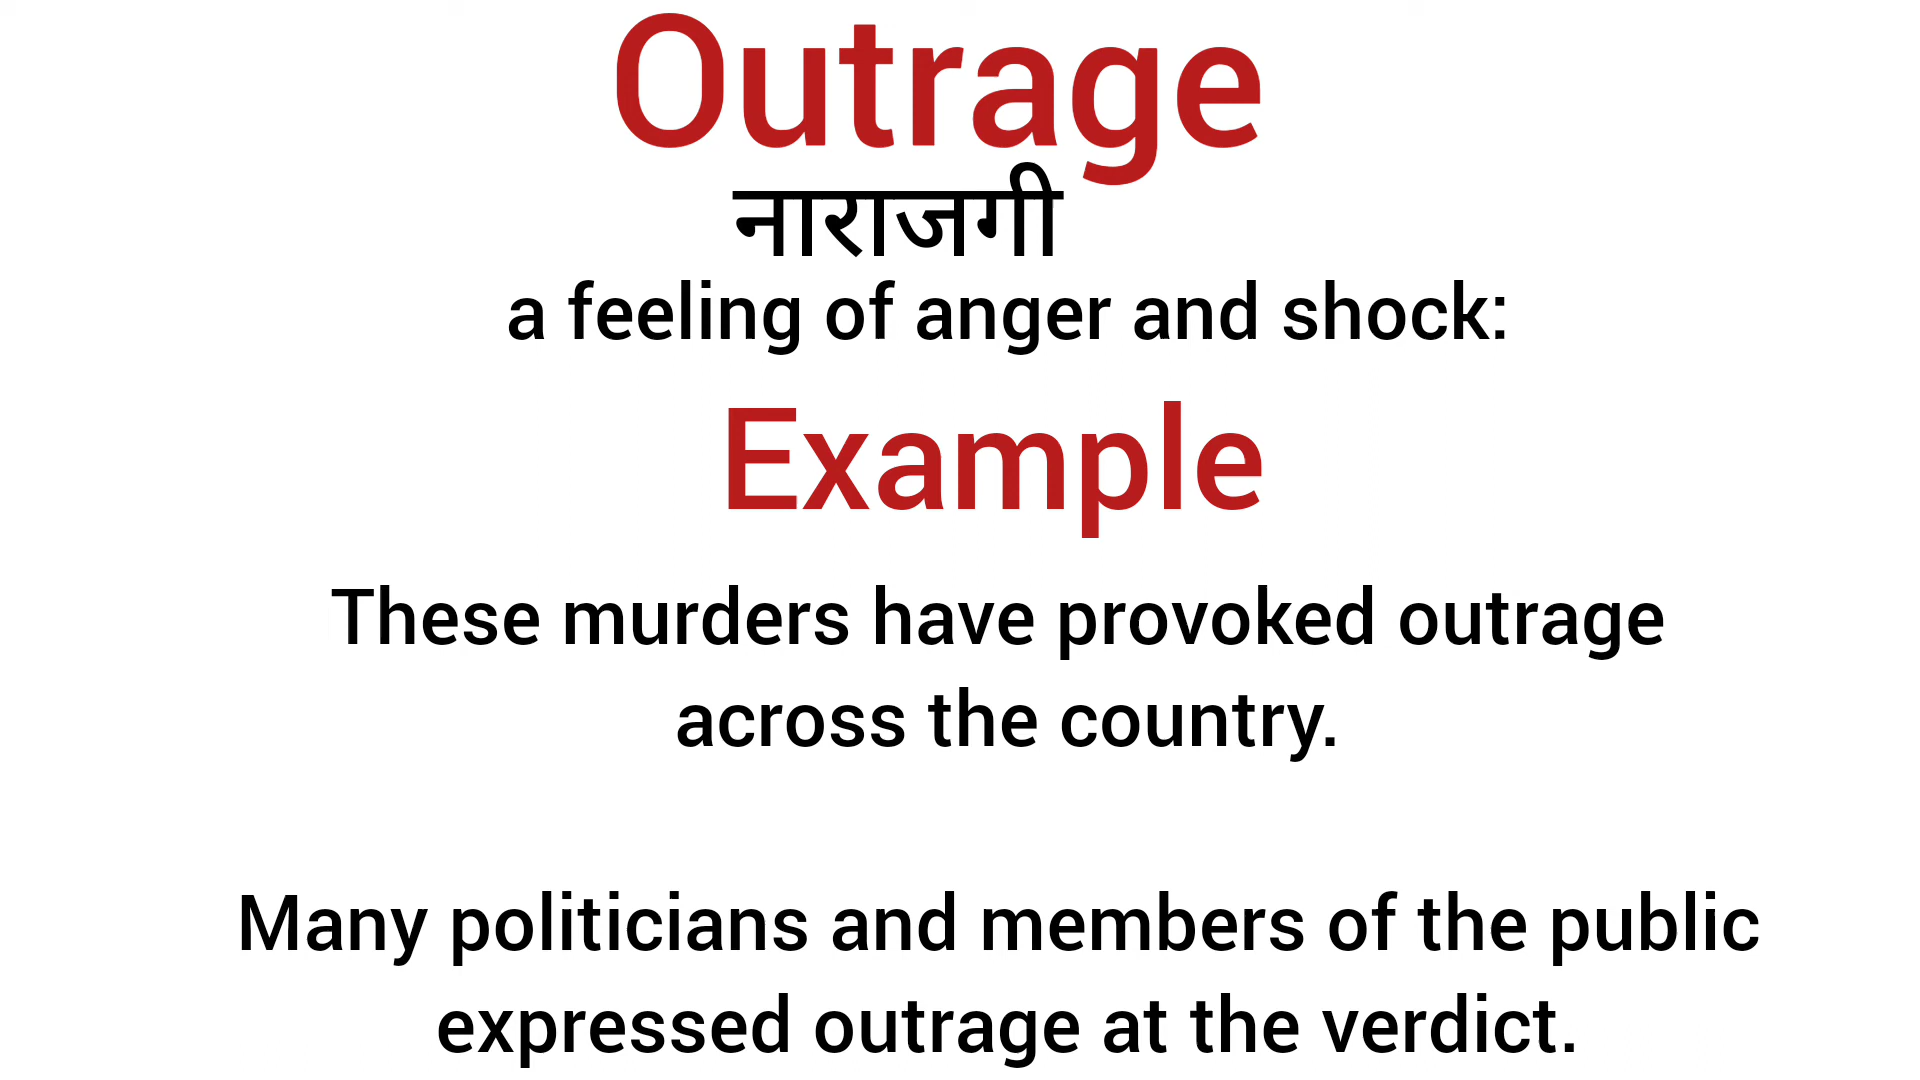 Outrage
नाराजगी
a feeling of anger and shock:
Example
These murders have provoked outrage
across the country.
Many politicians and members of the public
expressed outrage at the verdict.